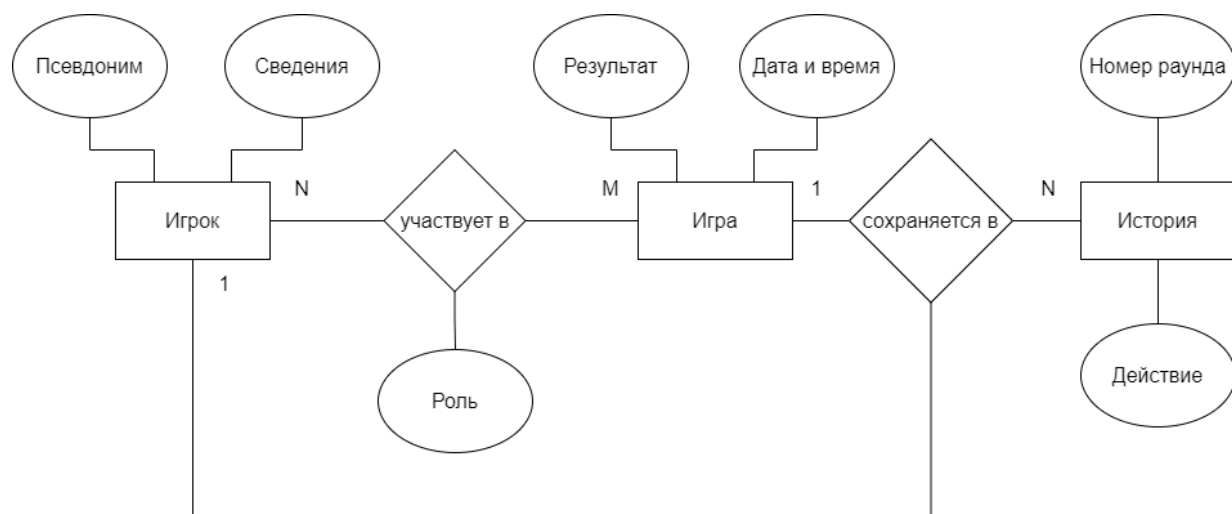 Псевдоним
Сведения
Результат
Дата и время
Номер раунда
N
M
1
N
Игрок
участвует в
Игра
сохраняется в
История
1
Роль
Действие